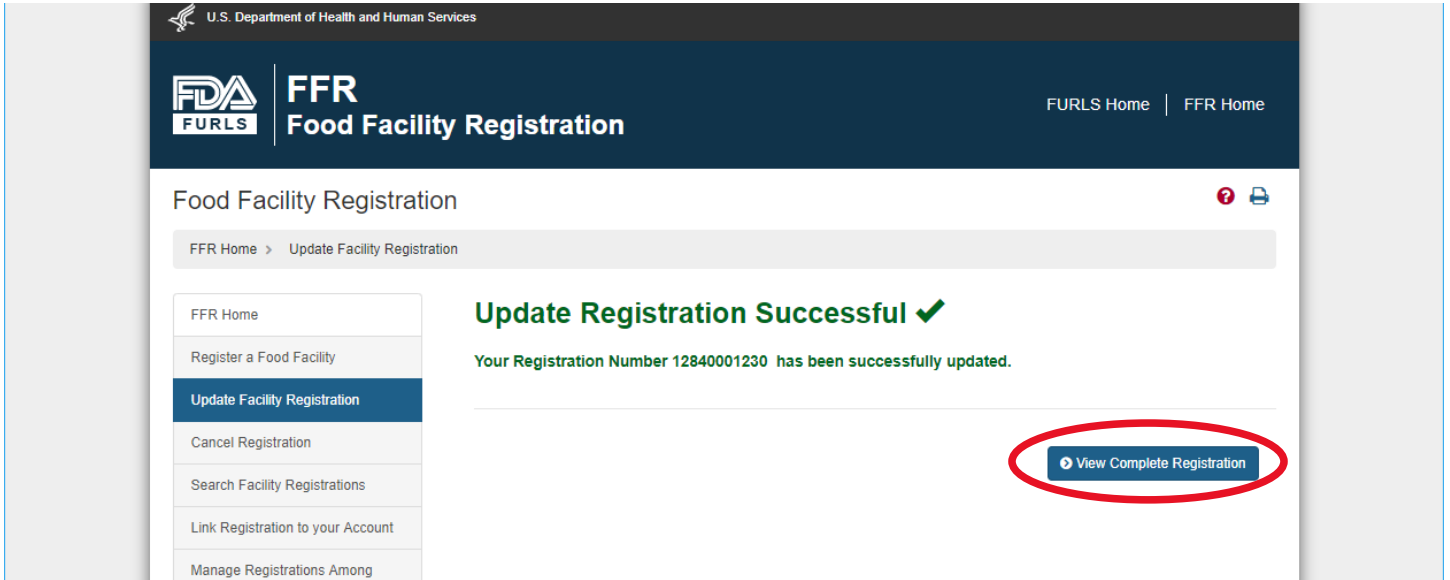 U.S. Department of Health and Human Services
FDA
FURLS
FFR
Food Facility Registration
FURLS Home | FFR Home
Food Facility Registration
FFR Home > Update Facility Registration
FFR Home
Register a Food Facility
Update Facility Registration
Cancel Registration
Search Facility Registrations
Link Registration to your Account
Manage Registrations Among
Update Registration Successful
Your Registration Number 12840001230 has been successfully updated.
View Complete Registration